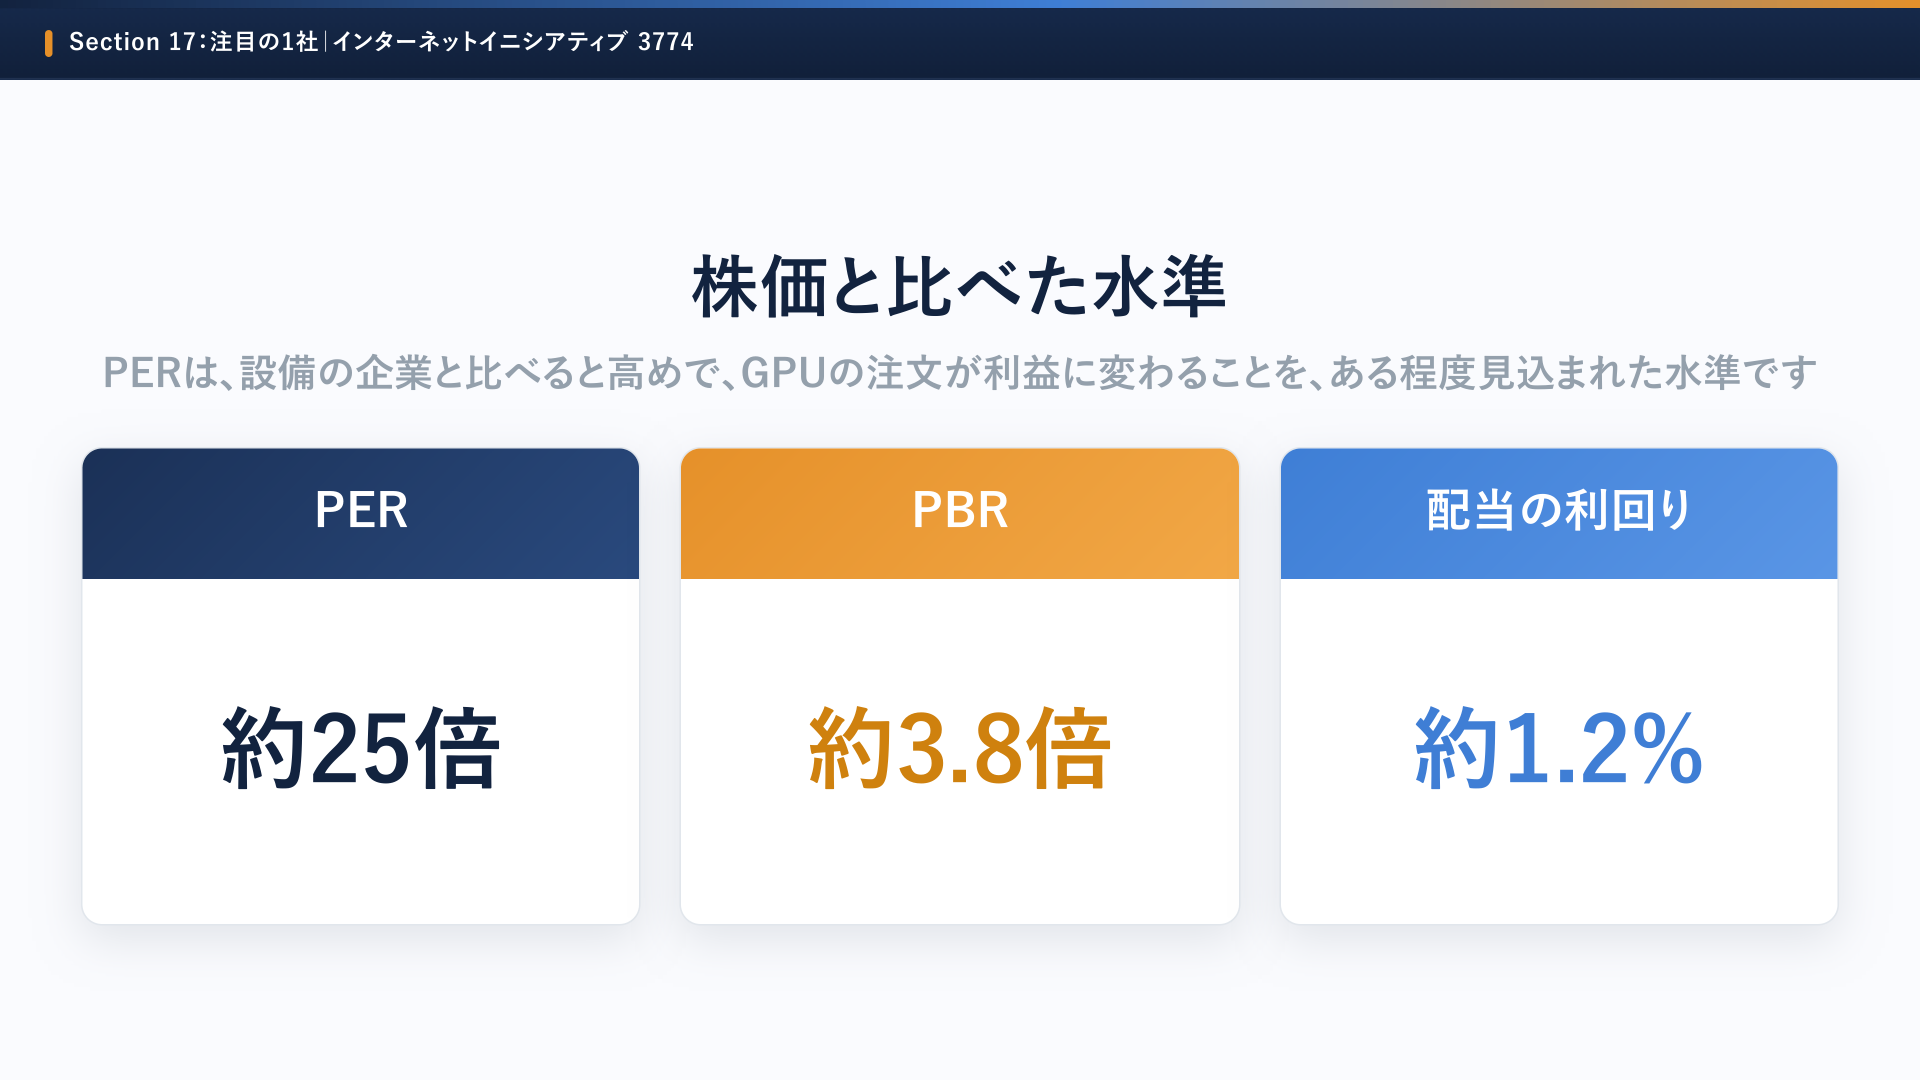 Section 17：注目の1社｜インターネットイニシアティブ 3774
株価と比べた水準
PERは、設備の企業と比べると高めで、GPUの注文が利益に変わることを、ある程度見込まれた水準です
PER
約25倍
PBR
約3.8倍
配当の利回り
約1.2%